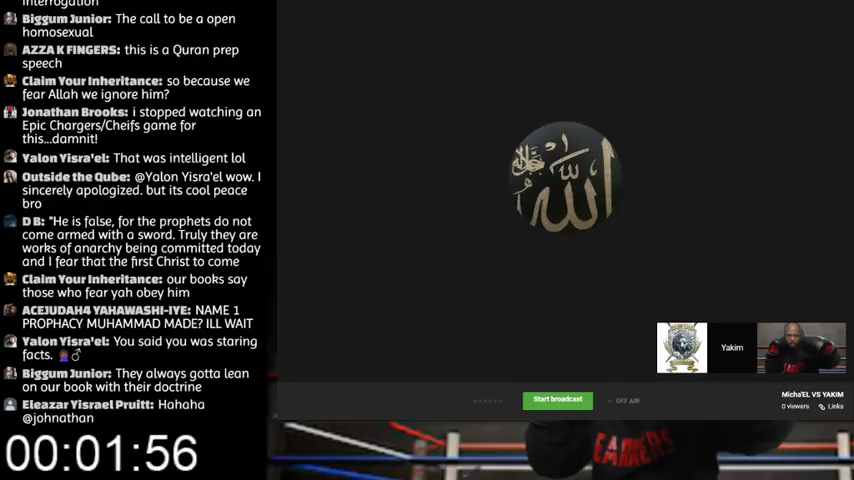 interrogation
Biggum Junior: The call to be a open
homosexual
AZZA K FINGERS: this is a Quran prep
speech
Claim Your Inheritance: so because we
fear Allah we ignore him?
Jonathan Brooks: i stopped watching an
Epic Chargers/Cheifs game for
this...damnit!
Yalon Yisra'el: That was intelligent lol
Outside the Qube: @Yalon Yisra'el wow. I
sincerely apologized. but its cool peace
bro
D B: "He is false, for the prophets do not
come armed with a sword. Truly they are
works of anarchy being committed today
and I fear that the first Christ to come
Claim Your Inheritance: our books say
those who fear yah obey him
ACEJUDAH4 YAHAWASHI-IYE: NAME 1
PROPHACY MUHAMMAD MADE? ILL WAIT
Yalon Yisra'el: You said you was staring
facts. 🤷🏾‍♂
Biggum Junior: They always gotta lean
on our book with their doctrine
Eleazar Yisrael Pruitt: Hahaha
@johnathan
00:01:56
الله جل جلاله
Yakim
Start broadcast
OFF AIR
Micha'EL VS YAKIM
0 viewers
Links